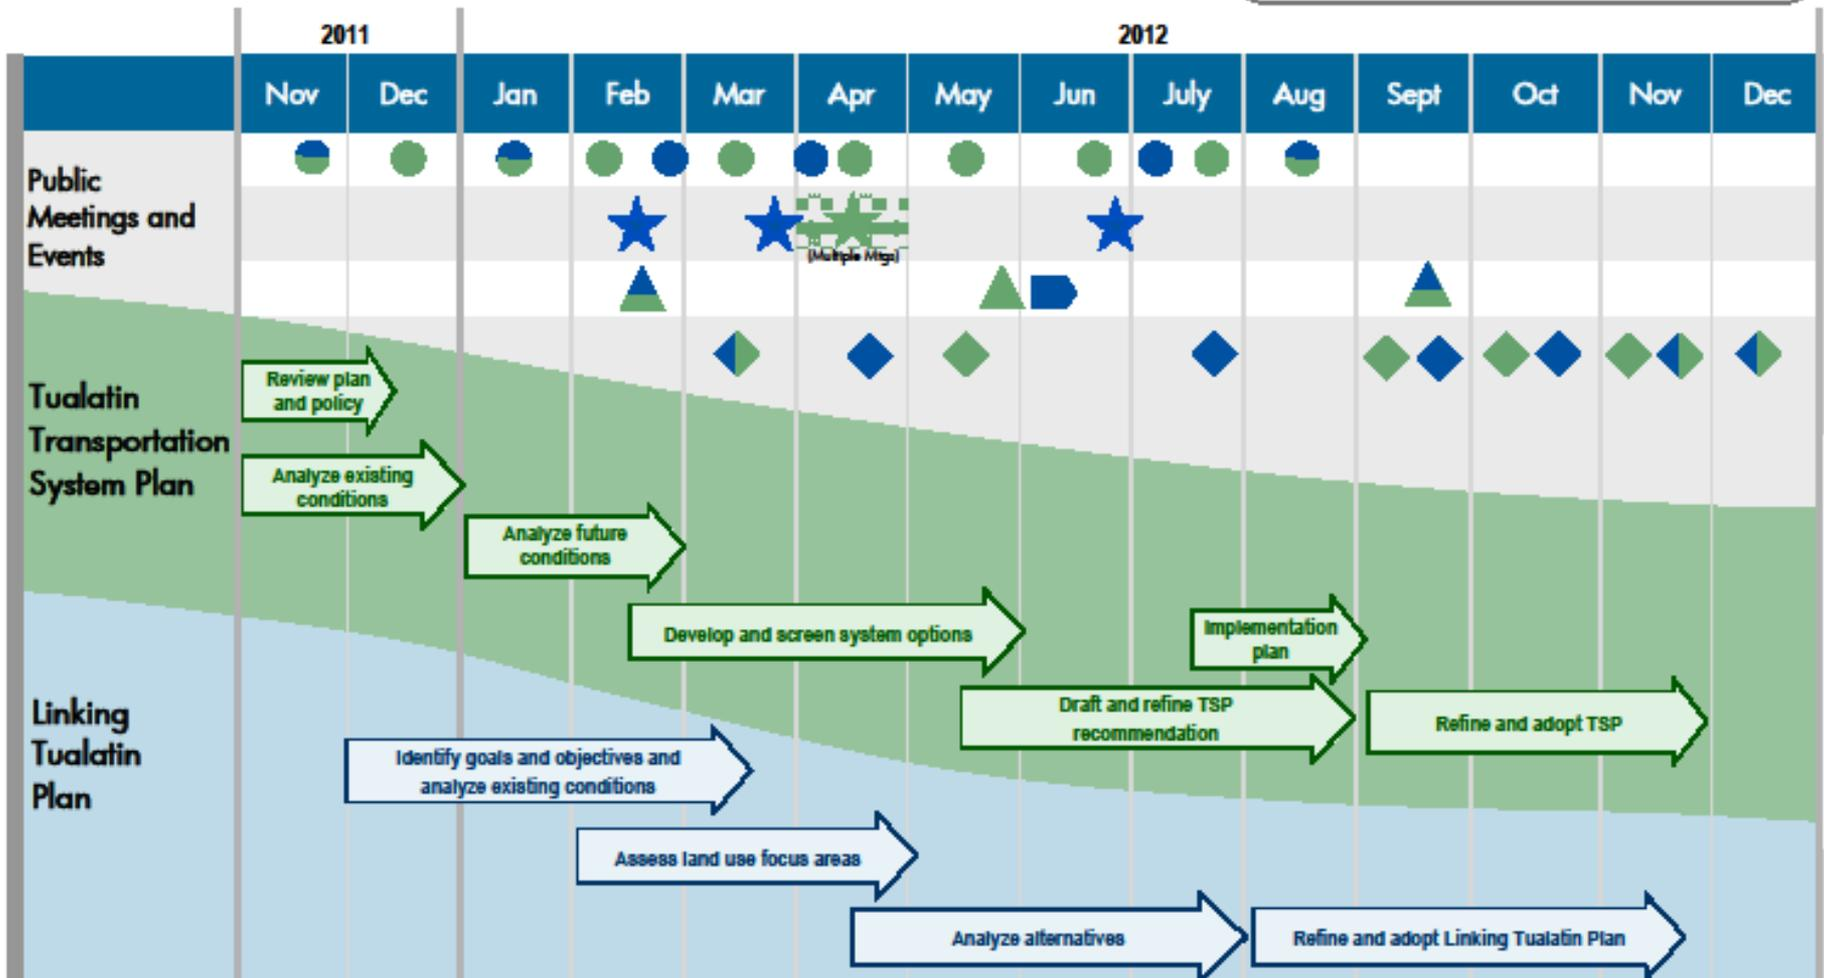 2011
2012
Nov Dec Jan Feb Mar Apr May Jun July Aug Sept Oct Nov Dec
Public
Meetings and
Events
(Multiple Mtgs)
Tualatin
Transportation
System Plan
Review plan
and policy
Analyze existing
conditions
Analyze future
conditions
Develop and screen system options
Implementation
plan
Draft and refine TSP
recommendation
Refine and adopt TSP
Linking
Tualatin
Plan
Identify goals and objectives and
analyze existing conditions
Assess land use focus areas
Analyze alternatives
Refine and adopt Linking Tualatin Plan